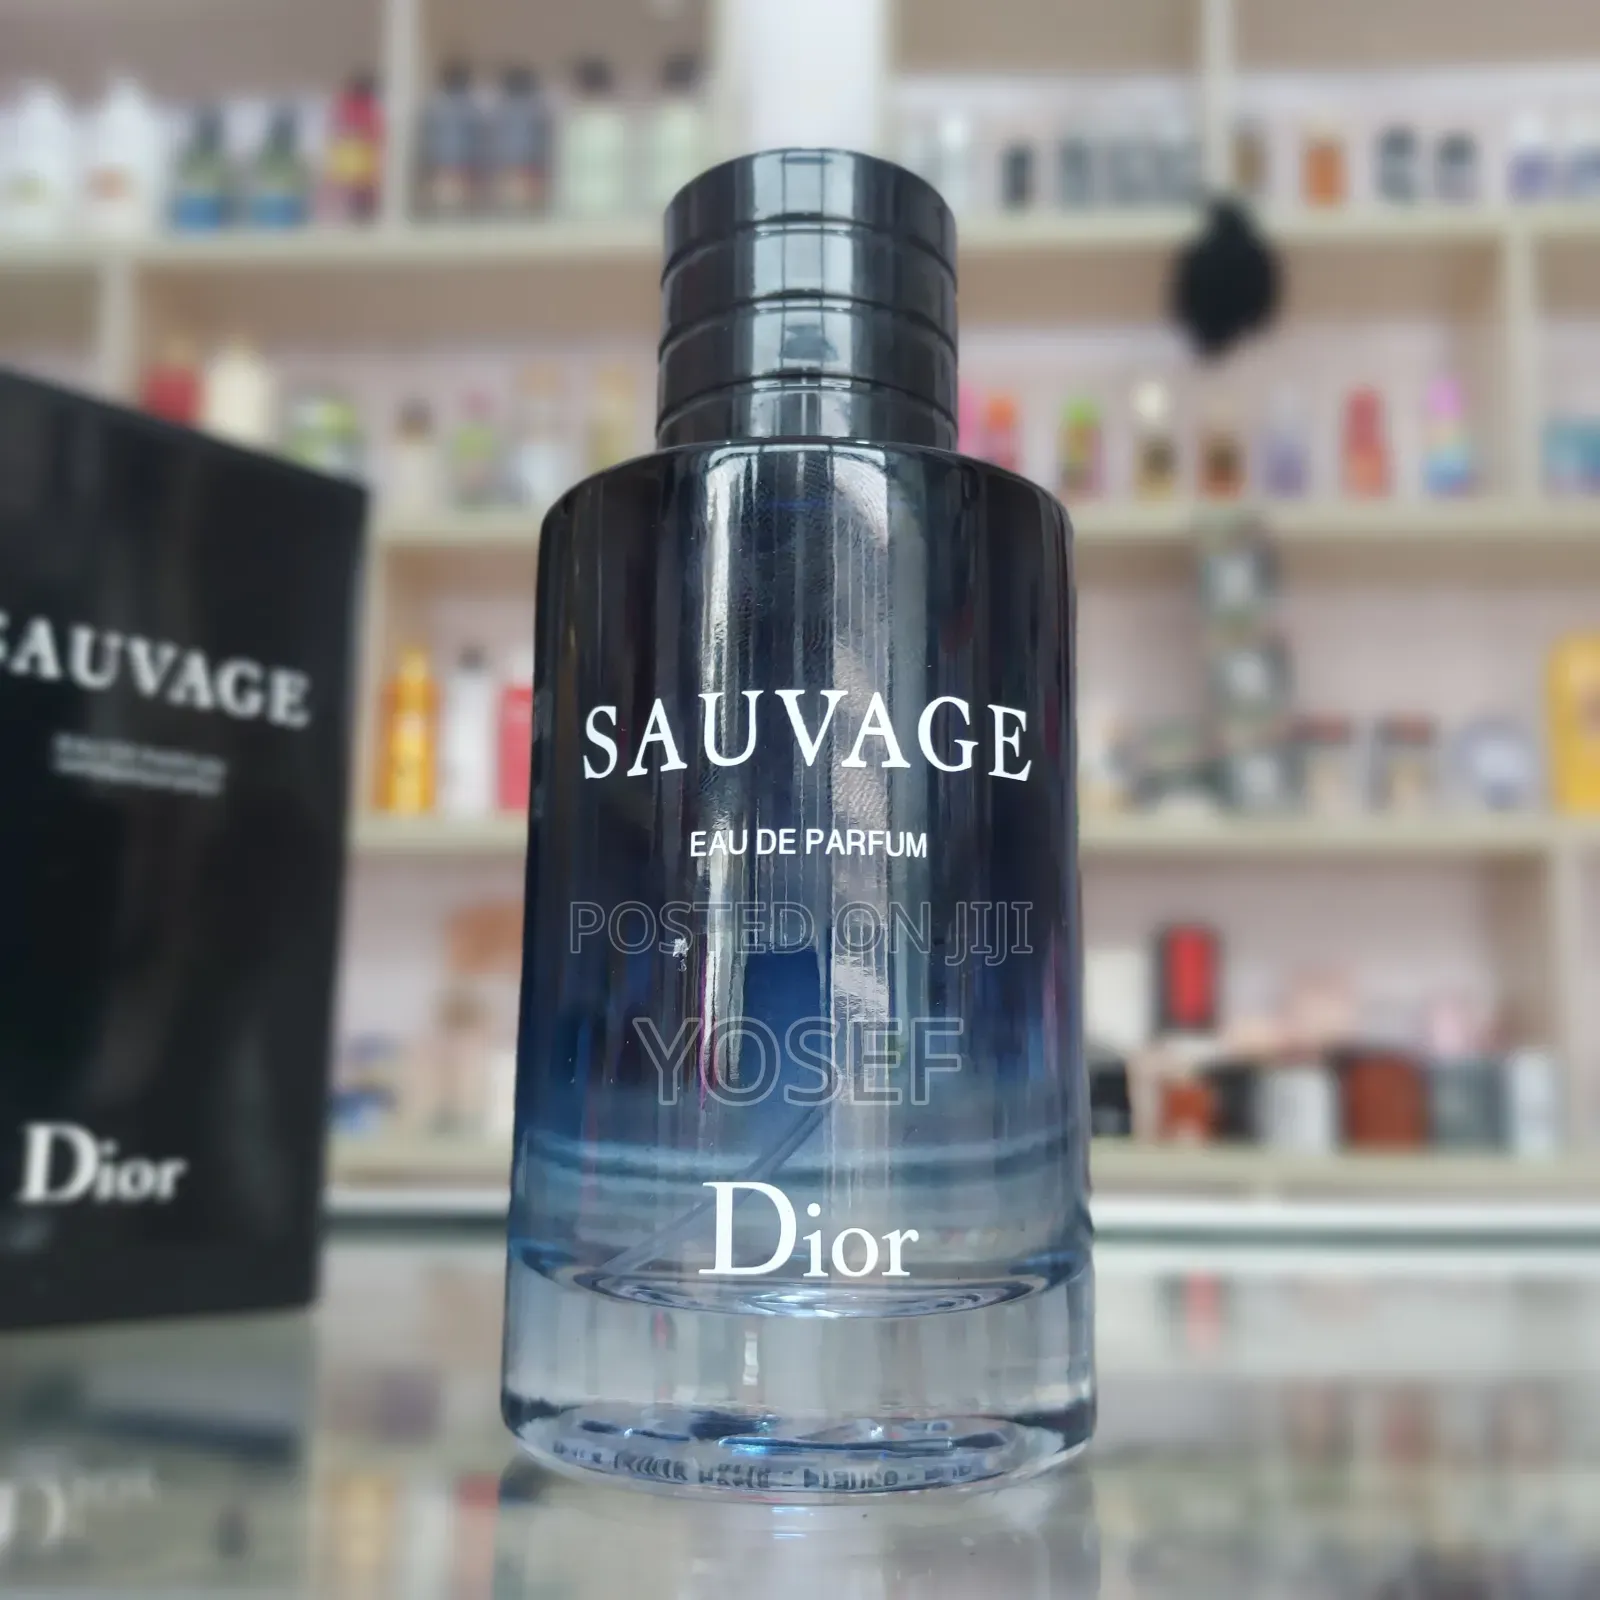 SAUVAGE
EAU DE PARFUM
POSTED ON JIJI
YOSEF
Dior
SAUVAGE
Dior